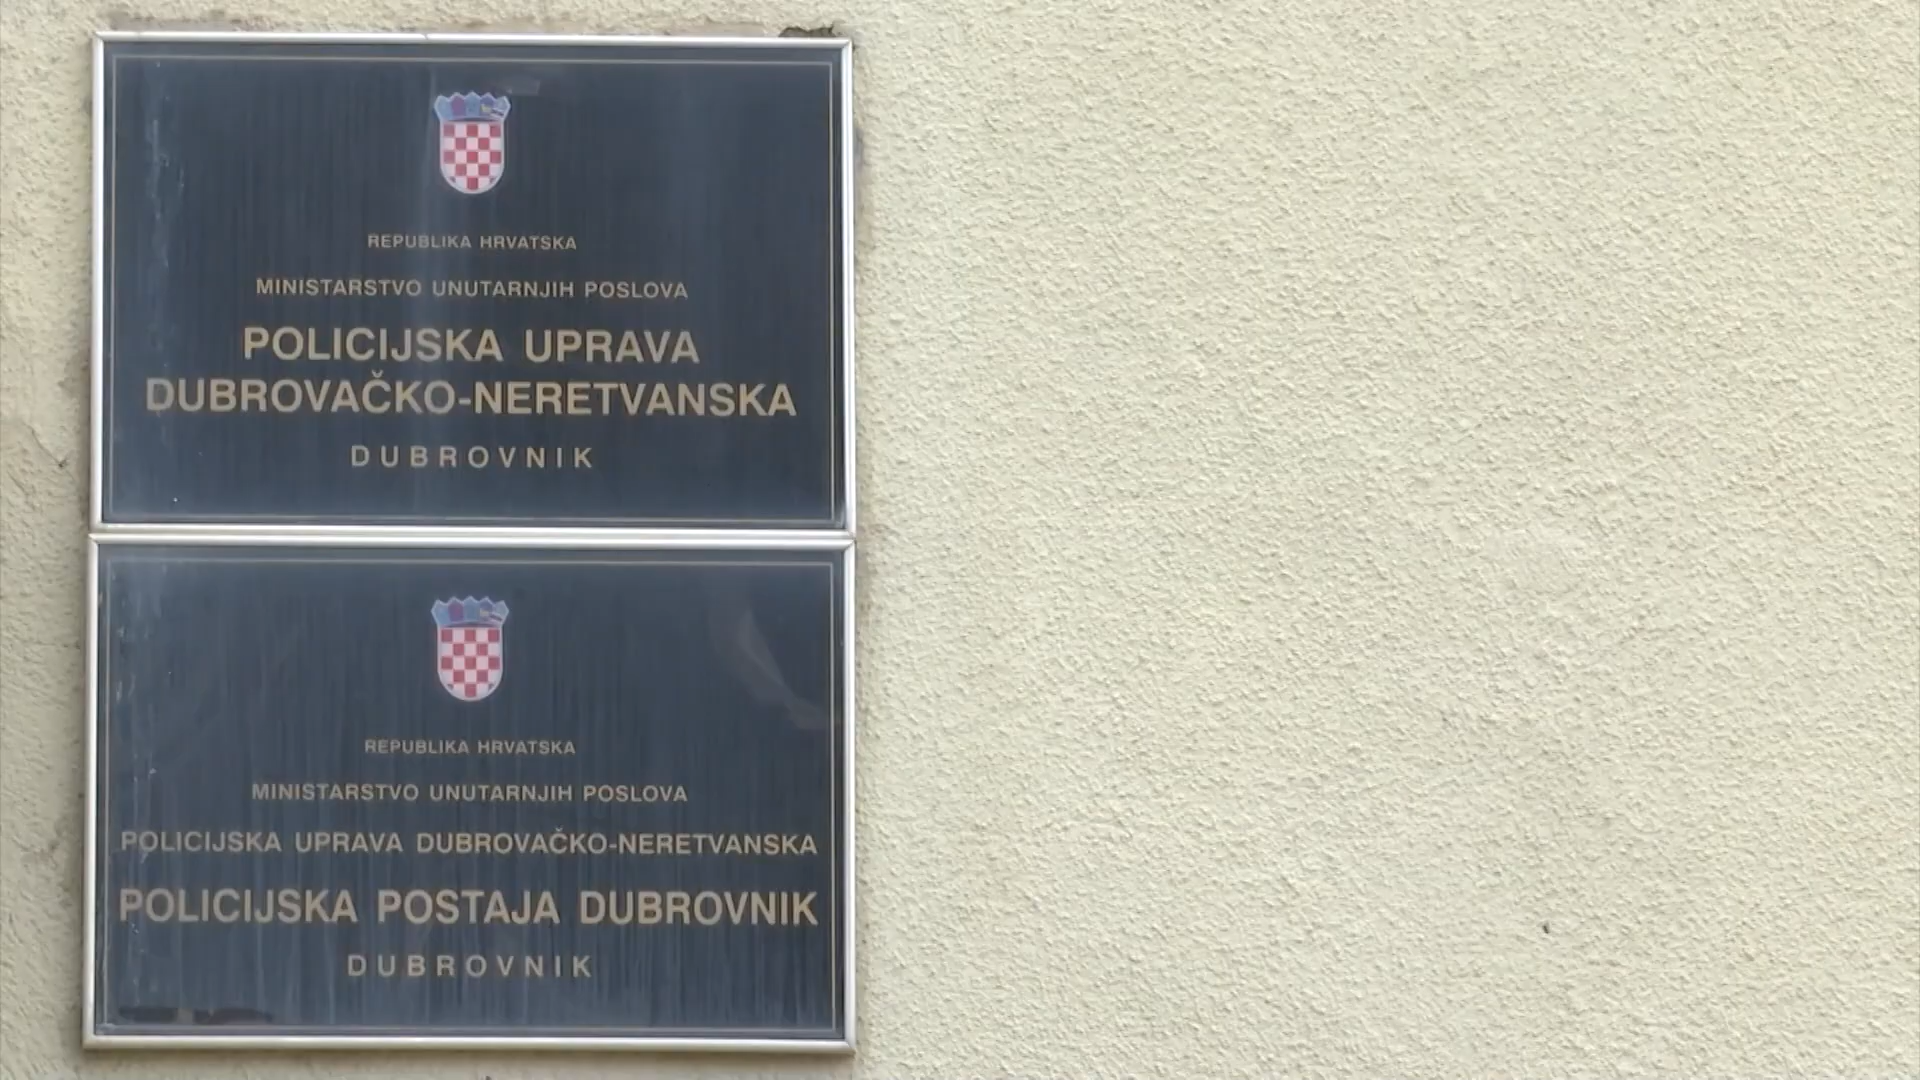 REPUBLIKA HRVATSKA
MINISTARSTVO UNUTARNJIH POSLOVA
POLICIJSKA UPRAVA
DUBROVAČKO-NERETVANSKA
DUBROVNIK
REPUBLIKA HRVATSKA
MINISTARSTVO UNUTARNJIH POSLOVA
POLICIJSKA UPRAVA DUBROVAČKO-NERETVANSKA
POLICIJSKA POSTAJA DUBROVNIK
DUBROVNIK